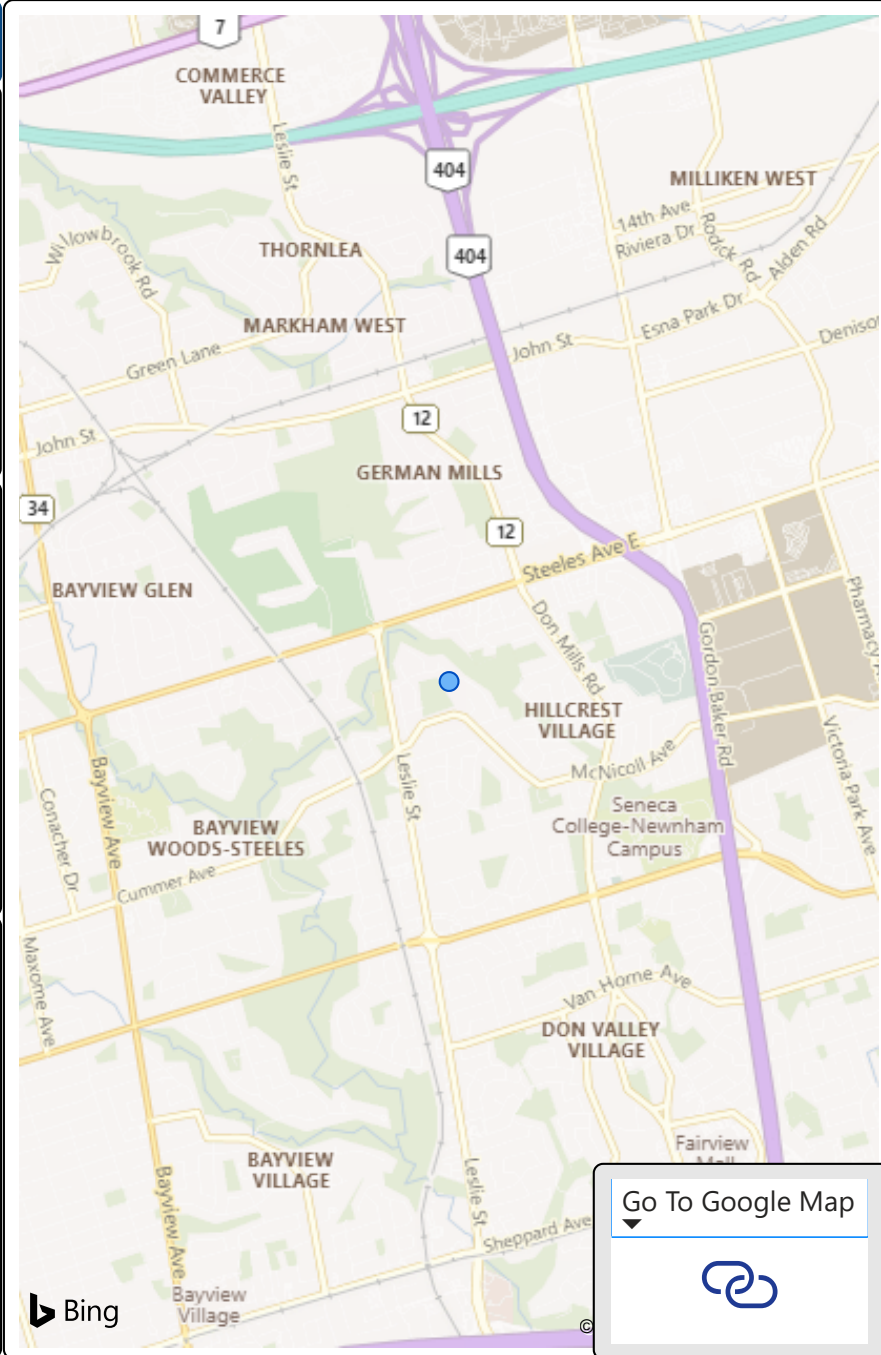 7
COMMERCE
VALLEY
Leslie St
404
MILLIKEN WEST
14th Ave
Riviera Dr
Rodick Rd
Alden Rd
Willowbrook Rd
THORNLEA
404
MARKHAM WEST
Esna Park Dr
John St
Green Lane
12
John St
GERMAN MILLS
34
12
Steeles Ave E
BAYVIEW GLEN
Don Mills Rd
Gordon Baker Rd
Pharmacy
HILLCREST
VILLAGE
McNicoll Ave
Victoria Park Ave
Bayview Ave
Leslie St
Conacher Dr
Seneca
College-Newnham
Campus
BAYVIEW
WOODS-STEELES
Cummer Ave
Maxome Ave
Van Horne Ave
DON VALLEY
VILLAGE
Fairview
BAYVIEW
VILLAGE
Bayview Ave
Leslie St
Sheppard Ave
Go To Google Map
Bayview
Village
Bing
©